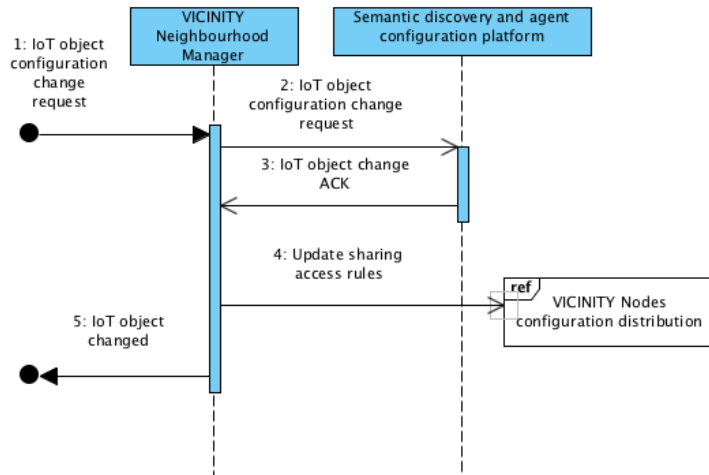 VICINITY
Neighbourhood
Manager
Semantic discovery and agent
configuration platform
1: IoT object
configuration
change
request
2: IoT object
configuration change
request
3: IoT object change
ACK
4: Update sharing
access rules
ref
VICINITY Nodes
configuration distribution
5: IoT object
changed